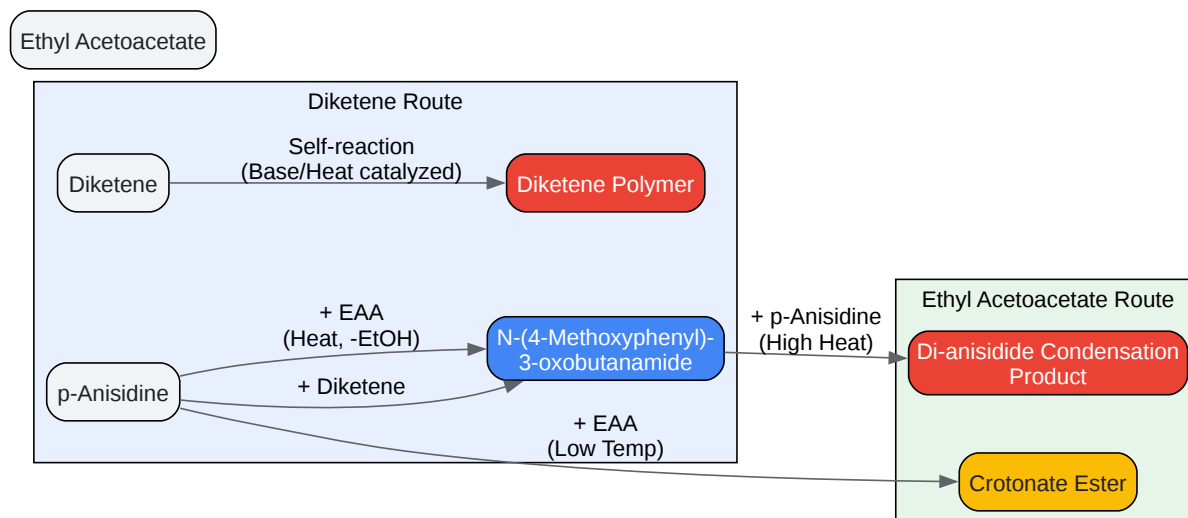 Ethyl Acetoacetate
Diketene Route
Self-reaction
(Base/Heat catalyzed)
Diketene
Diketene Polymer
+ EAA
(Heat, -EtOH)
N-(4-Methoxyphenyl)-
3-oxobutanamide
p-Anisidine
+ Diketene
+ EAA
(Low Temp)
+ p-Anisidine
(High Heat)
Ethyl Acetoacetate Route
Di-anisidide Condensation
Product
Crotonate Ester